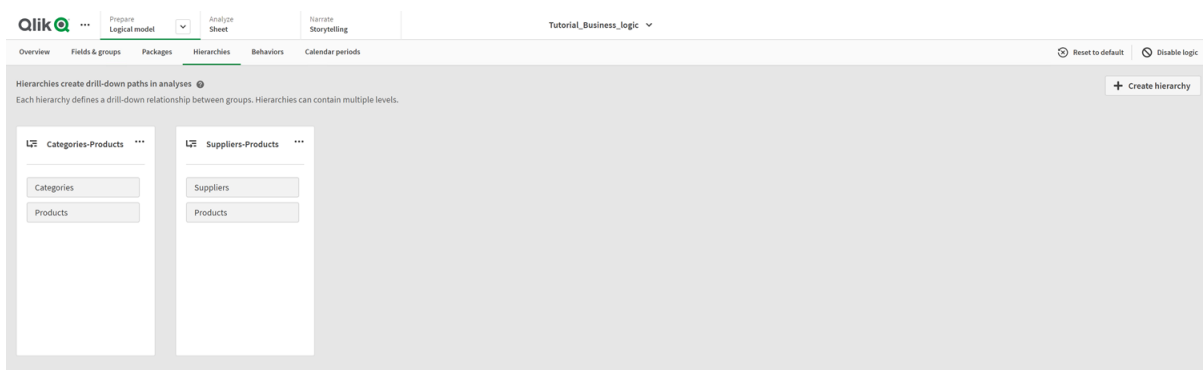 Qlik
Prepare
Logical model
Analyze
Sheet
Narrate
Storytelling
Tutorial_Business_logic
Overview Fields & groups Packages Hierarchies Behaviors Calendar periods Reset to default Disable logic
Hierarchies create drill-down paths in analyses
Each hierarchy defines a drill-down relationship between groups. Hierarchies can contain multiple levels.
Create hierarchy
Categories-Products
Categories
Products
Suppliers-Products
Suppliers
Products